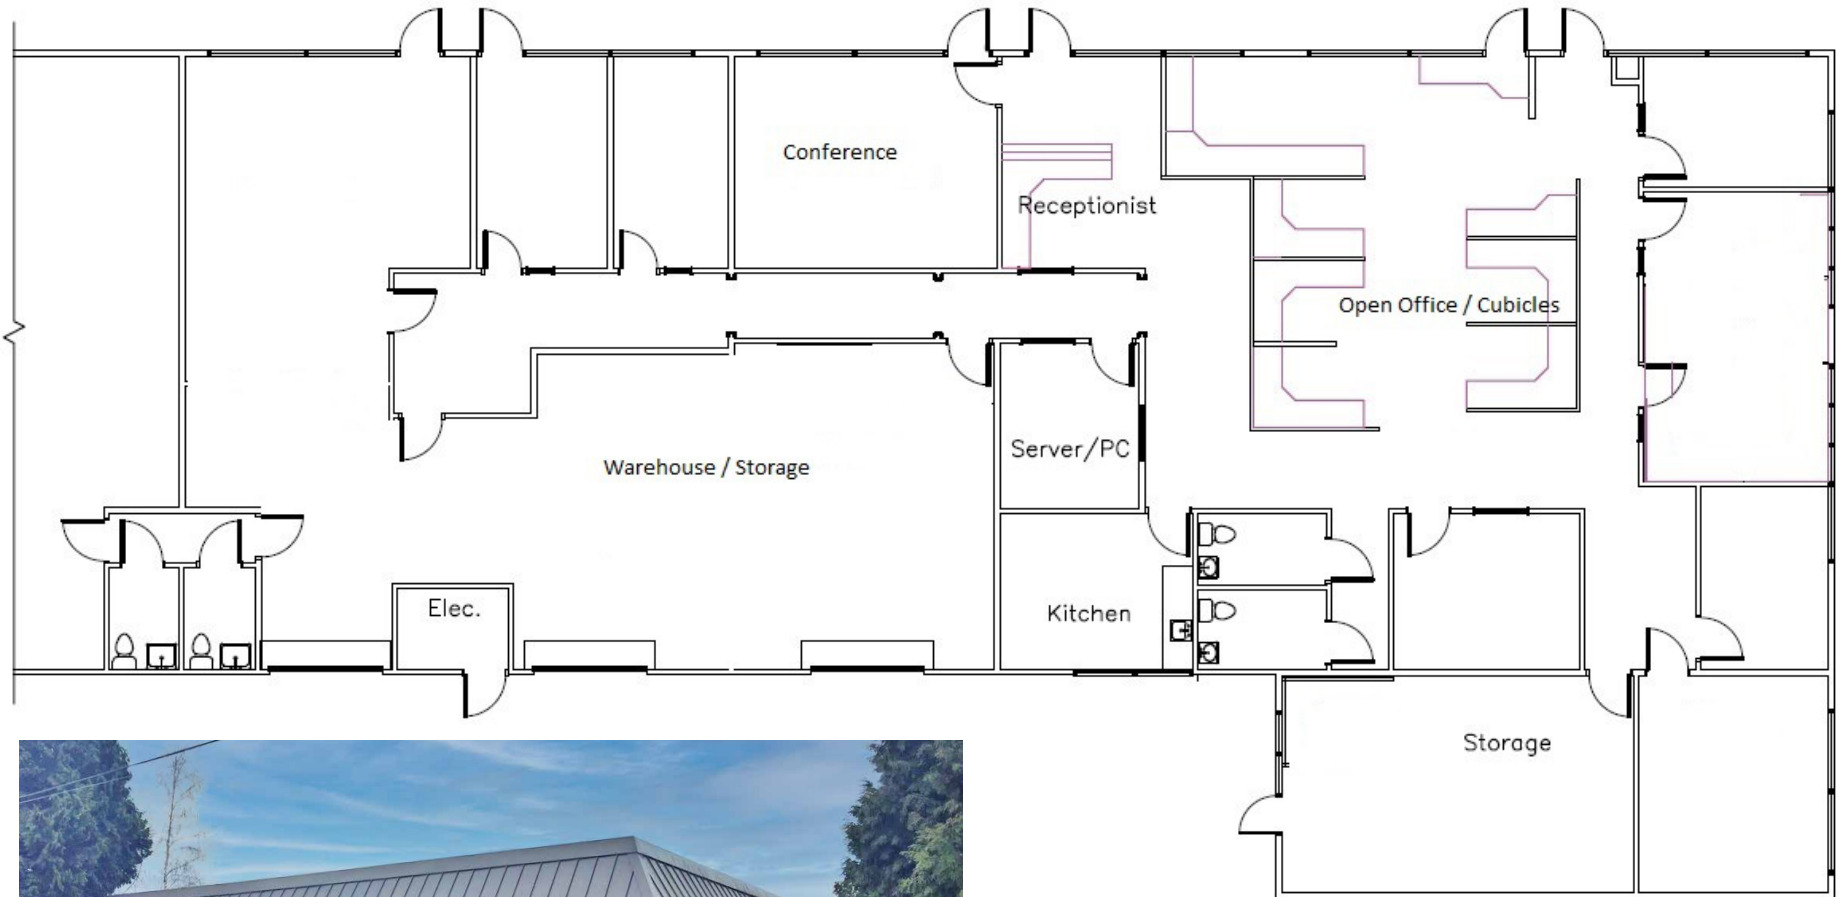 Conference
Receptionist
Open Office / Cubicles
Server/PC
Warehouse / Storage
Elec.
Kitchen
Storage